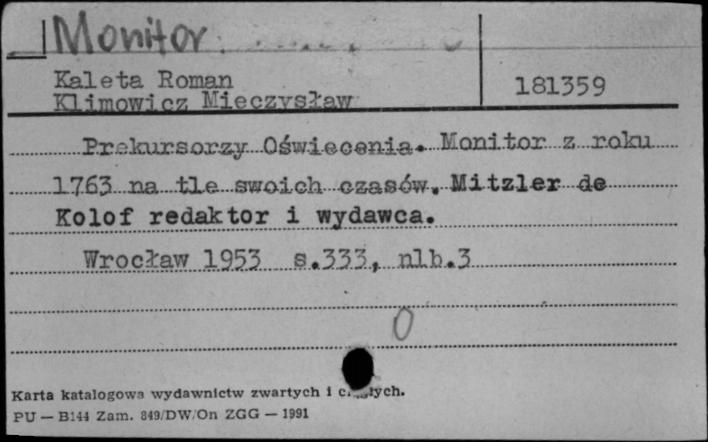 Monitor
Kaleta Roman
Klimowicz Mieczysław
181359
Prekursorzy Oświecenia. Monitor z roku
1763 na tle swoich czasów. Mitzler de
Kolof redaktor i wydawca.
Wrocław 1953 s.333, nlb.3
0
Karta katalogowa wydawnictw zwartych i
PU — B144 Zam. 849/DW/On ZGG — 1991